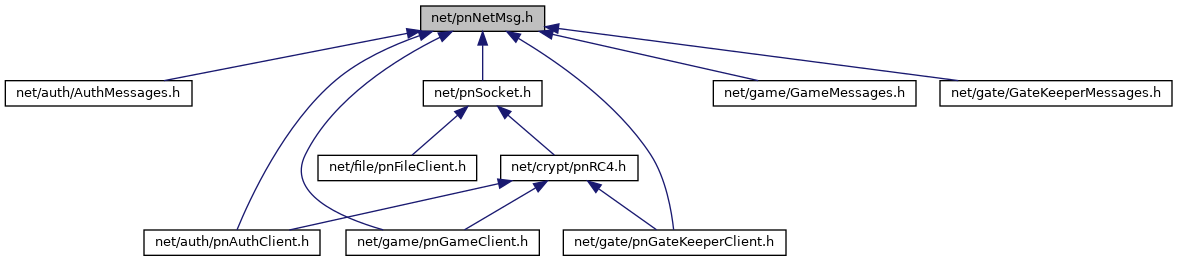 net/pnNetMsg.h
net/auth/AuthMessages.h
net/pnSocket.h
net/game/GameMessages.h
net/gate/GateKeeperMessages.h
net/file/pnFileClient.h
net/crypt/pnRC4.h
net/auth/pnAuthClient.h
net/game/pnGameClient.h
net/gate/pnGateKeeperClient.h